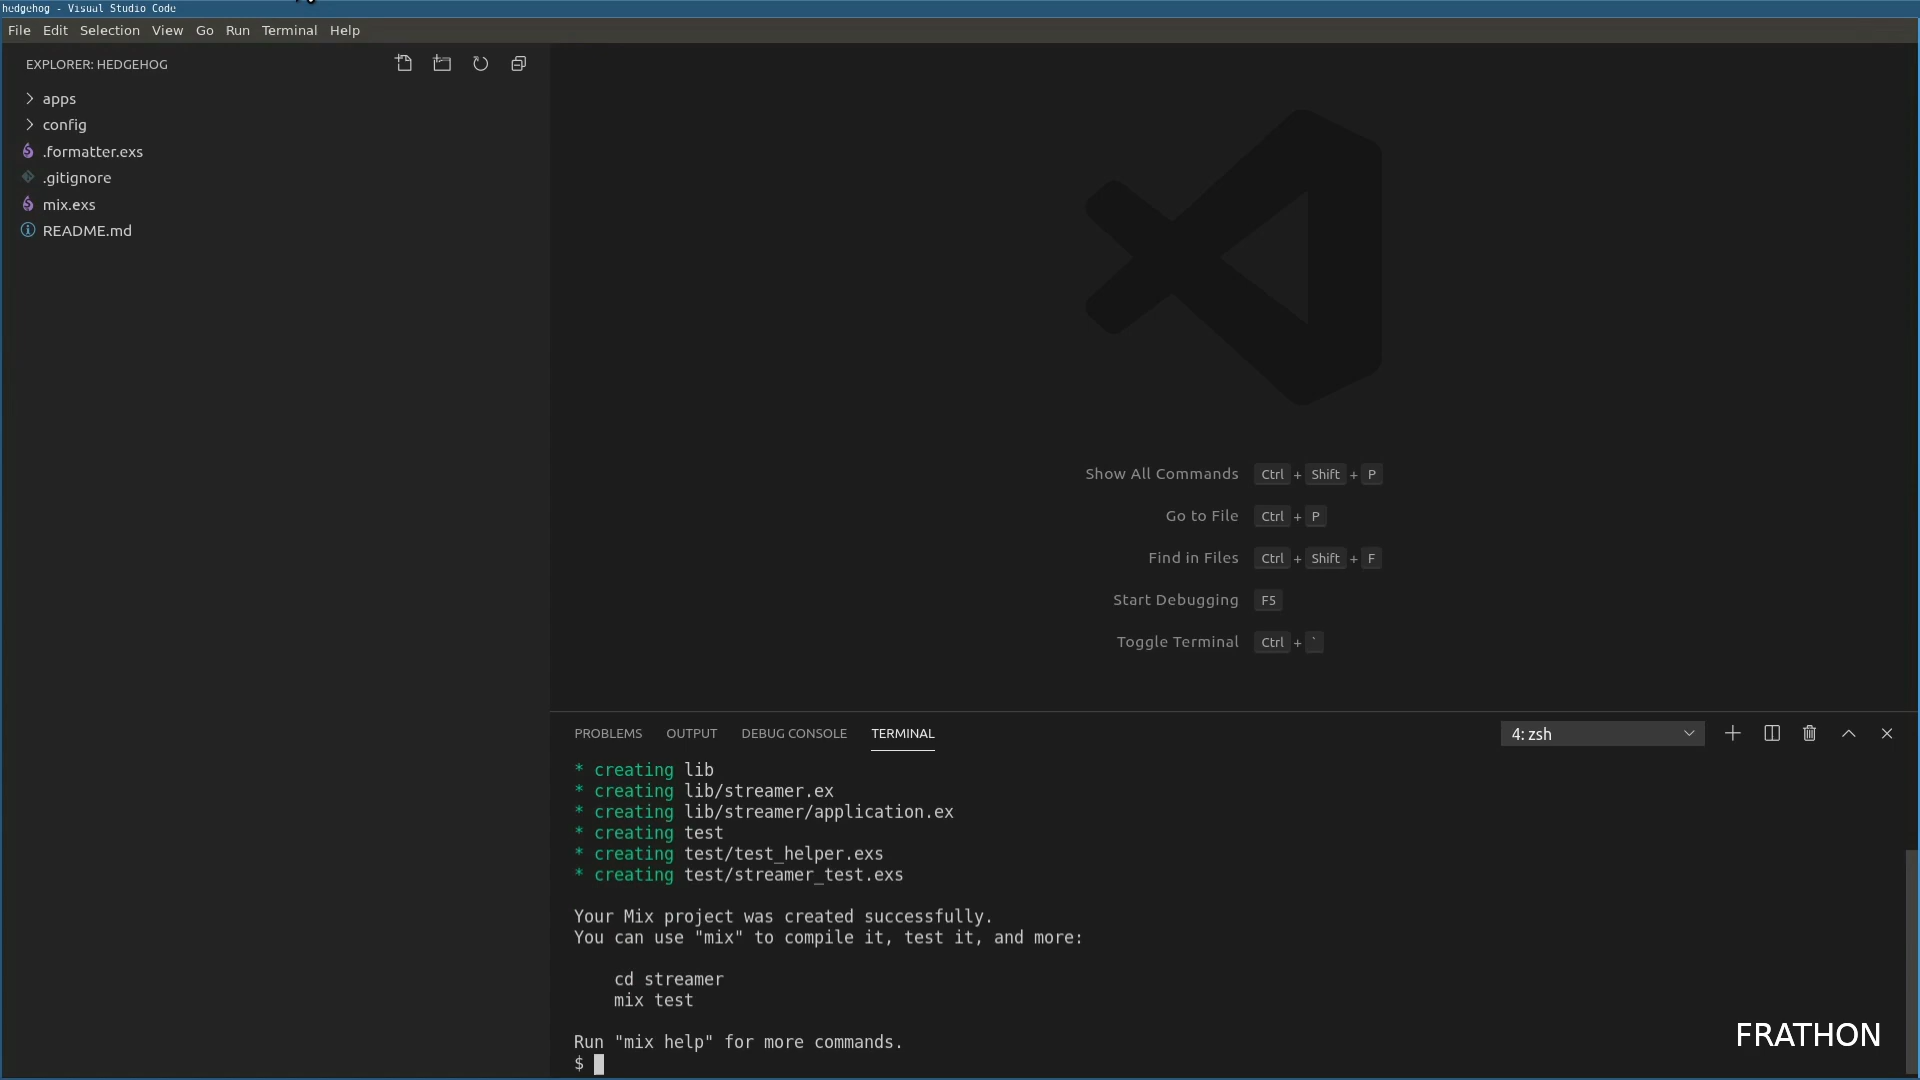 hedgehog - Visual Studio Code
File Edit Selection View Go Run Terminal Help
EXPLORER: HEDGEHOG
apps
config
.formatter.exs
.gitignore
mix.exs
README.md
Show All Commands Ctrl + Shift + P
Go to File Ctrl + P
Find in Files Ctrl + Shift + F
Start Debugging F5
Toggle Terminal Ctrl + `
PROBLEMS OUTPUT DEBUG CONSOLE TERMINAL 4: zsh
* creating lib
* creating lib/streamer.ex
* creating lib/streamer/application.ex
* creating test
* creating test/test_helper.exs
* creating test/streamer_test.exs
Your Mix project was created successfully.
You can use "mix" to compile it, test it, and more:
cd streamer
mix test
Run "mix help" for more commands.
$
FRATHON